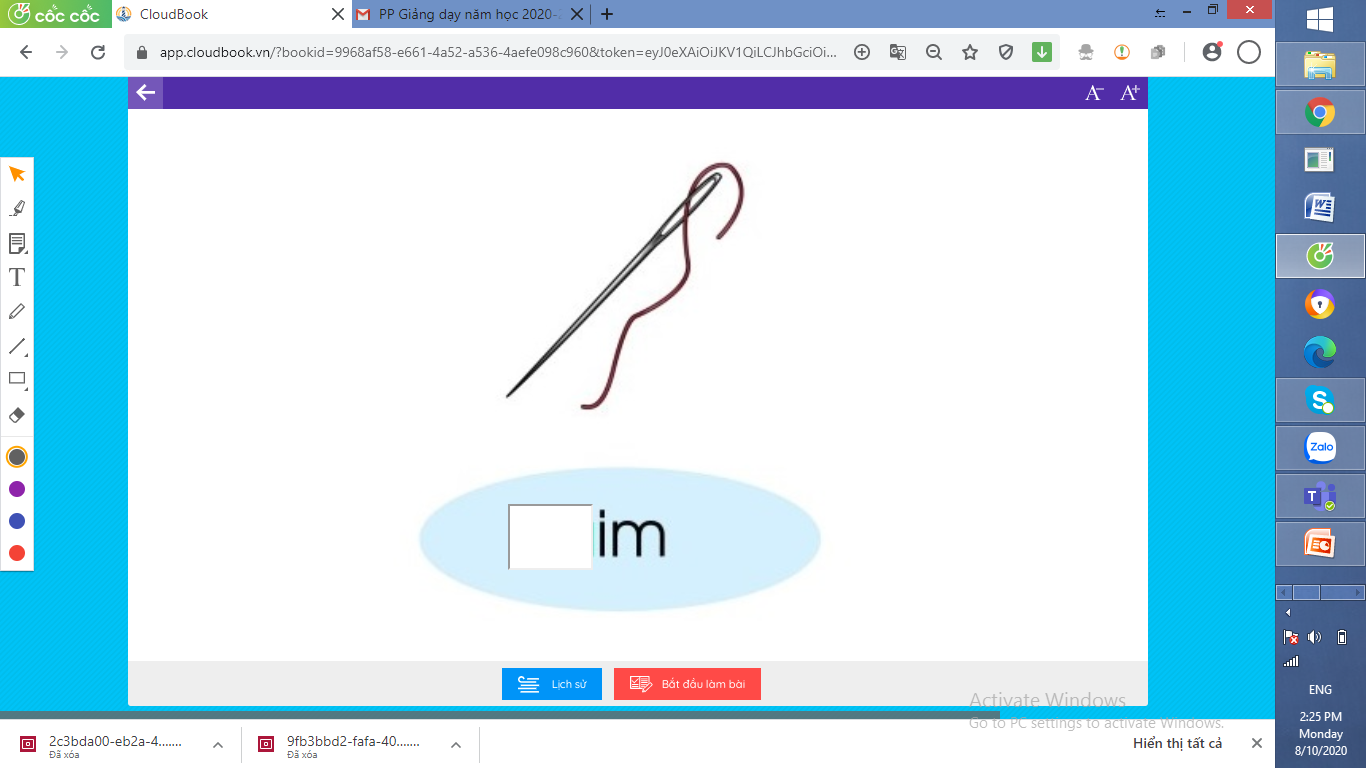 cốc cốc
CloudBook
PP Giảng dạy năm học 2020-2
app.cloudbook.vn/?bookid=9968af58-e661-4a52-a536-4aefe098c960&token=eyJ0eXAiOiJKV1QiLCJhbGciOi...
A- A+
T
im
Lịch sử
Bắt đầu làm bài
Activate Windows
Go to PC settings to activate Windows.
2c3bda00-eb2a-4.......
Đã xóa
9fb3bbd2-fafa-40.......
Đã xóa
Hiển thị tất cả
W
S
Zalo
T
P
ENG
2:25 PM
Monday
8/10/2020